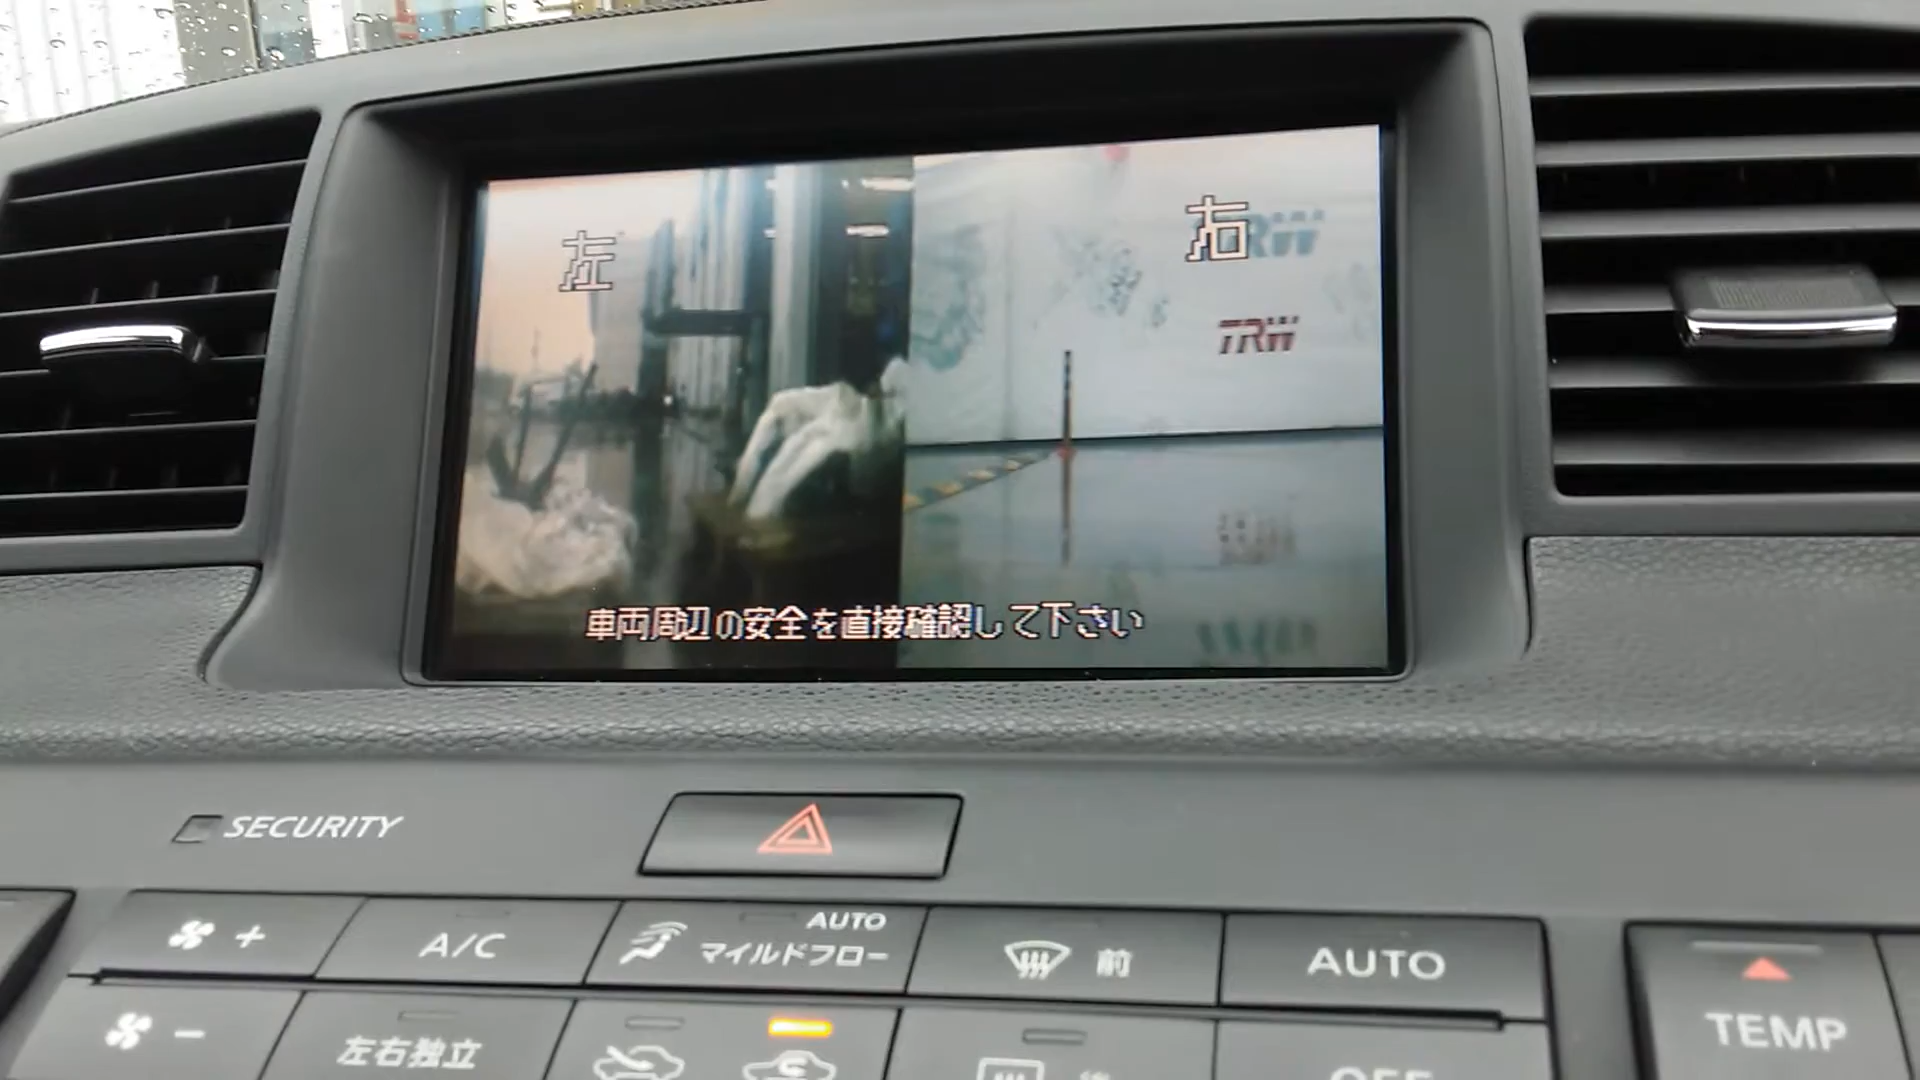 左
右
TRW
車両周辺の安全を直接確認して下さい
SECURITY
+
A/C
AUTO
マイルドフロー
前
AUTO
TEMP
-
左右独立